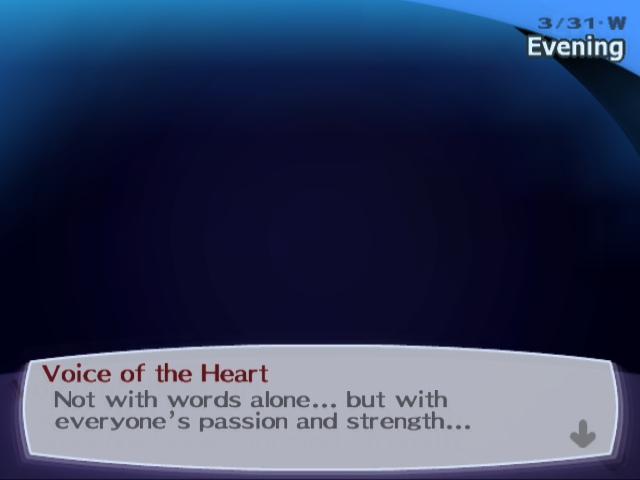 3/31·W
Evening
Voice of the Heart
Not with words alone... but with
everyone's passion and strength...